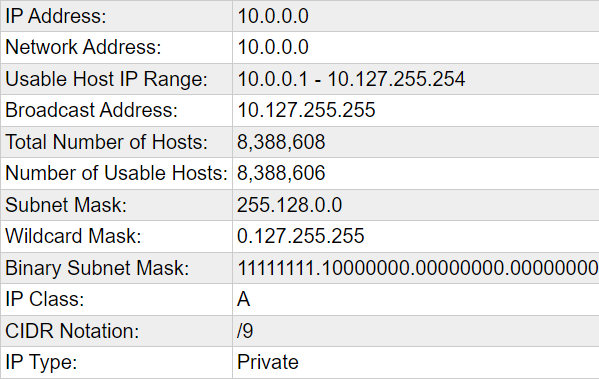 IP Address: 10.0.0.0
Network Address: 10.0.0.0
Usable Host IP Range: 10.0.0.1 - 10.127.255.254
Broadcast Address: 10.127.255.255
Total Number of Hosts: 8,388,608
Number of Usable Hosts: 8,388,606
Subnet Mask: 255.128.0.0
Wildcard Mask: 0.127.255.255
Binary Subnet Mask: 11111111.10000000.00000000.00000000
IP Class: A
CIDR Notation: /9
IP Type: Private